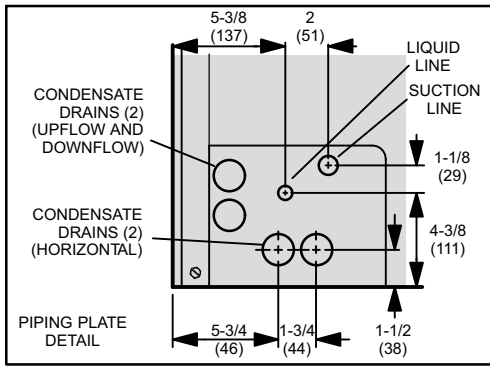 5-3/8
(137)
2
(51)
LIQUID
LINE
SUCTION
LINE
CONDENSATE
DRAINS (2)
(UPFLOW AND
DOWNFLOW)
1-1/8
(29)
CONDENSATE
DRAINS (2)
(HORIZONTAL)
4-3/8
(111)
PIPING PLATE
DETAIL
5-3/4
(46)
1-3/4
(44)
1-1/2
(38)